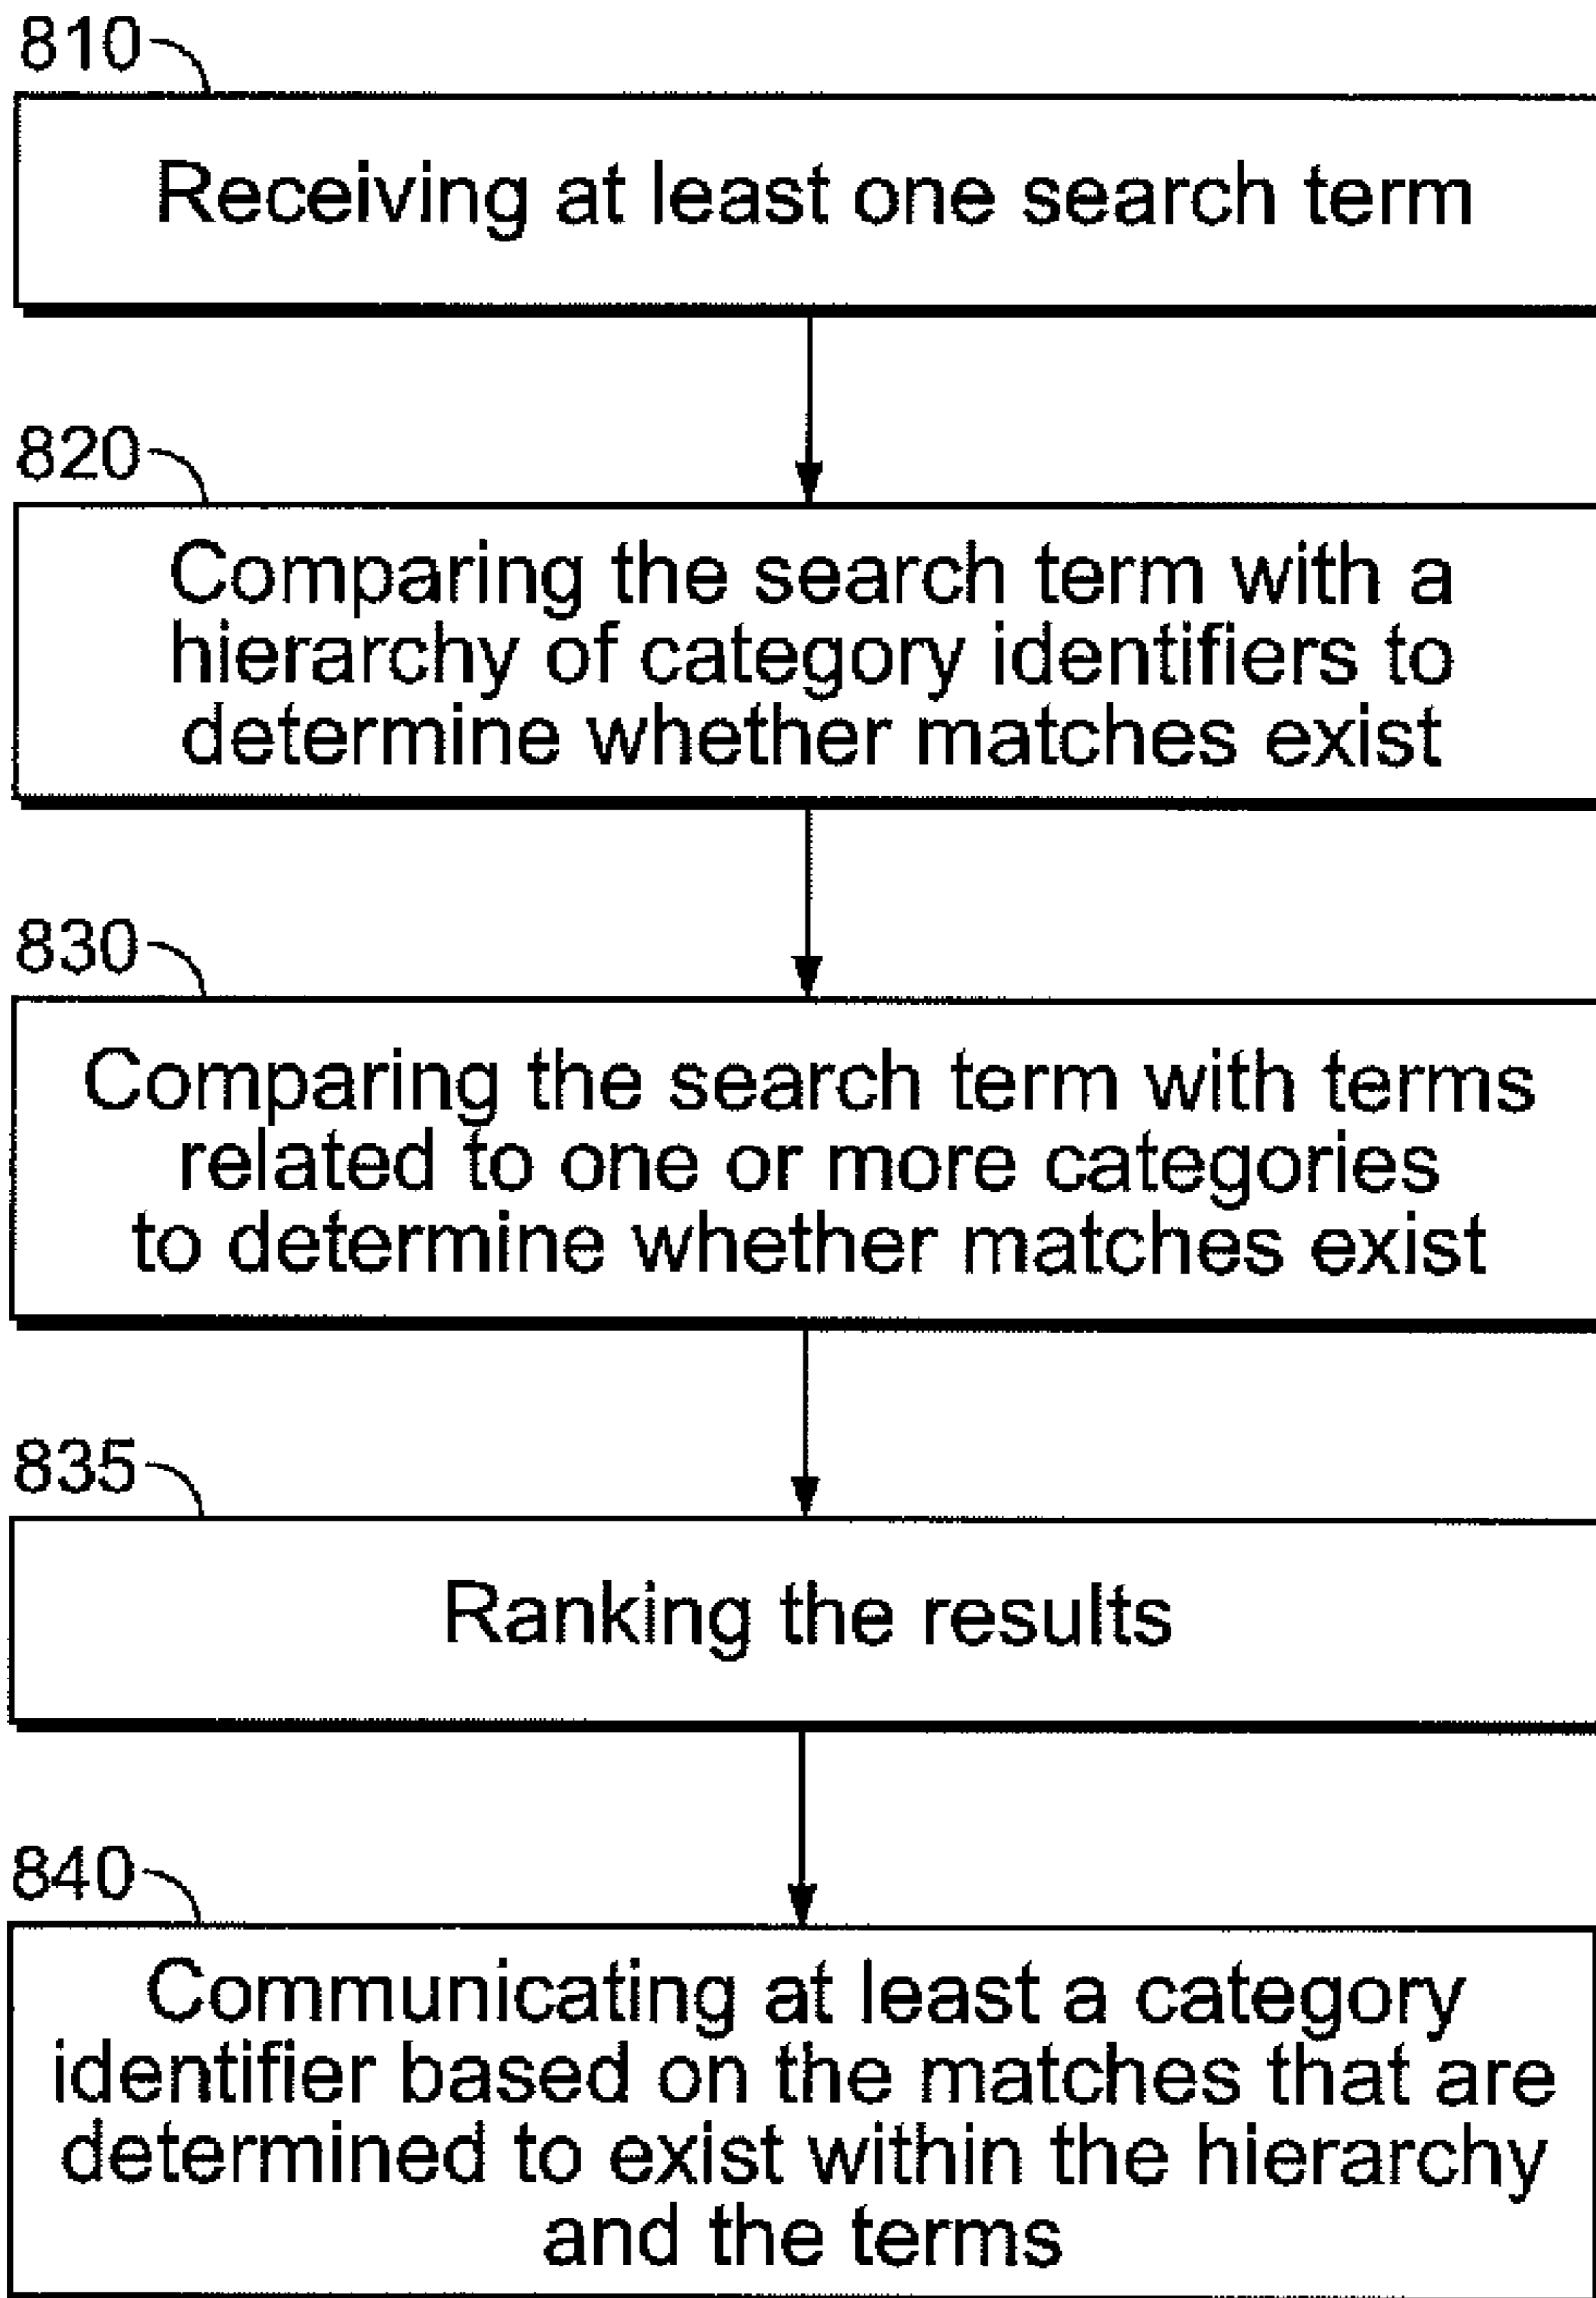 810
Receiving at least one search term
820
Comparing the search term with a
hierarchy of category identifiers to
determine whether matches exist
830
Comparing the search term with terms
related to one or more categories
to determine whether matches exist
835
Ranking the results
840
Communicating at least a category
identifier based on the matches that are
determined to exist within the hierarchy
and the terms